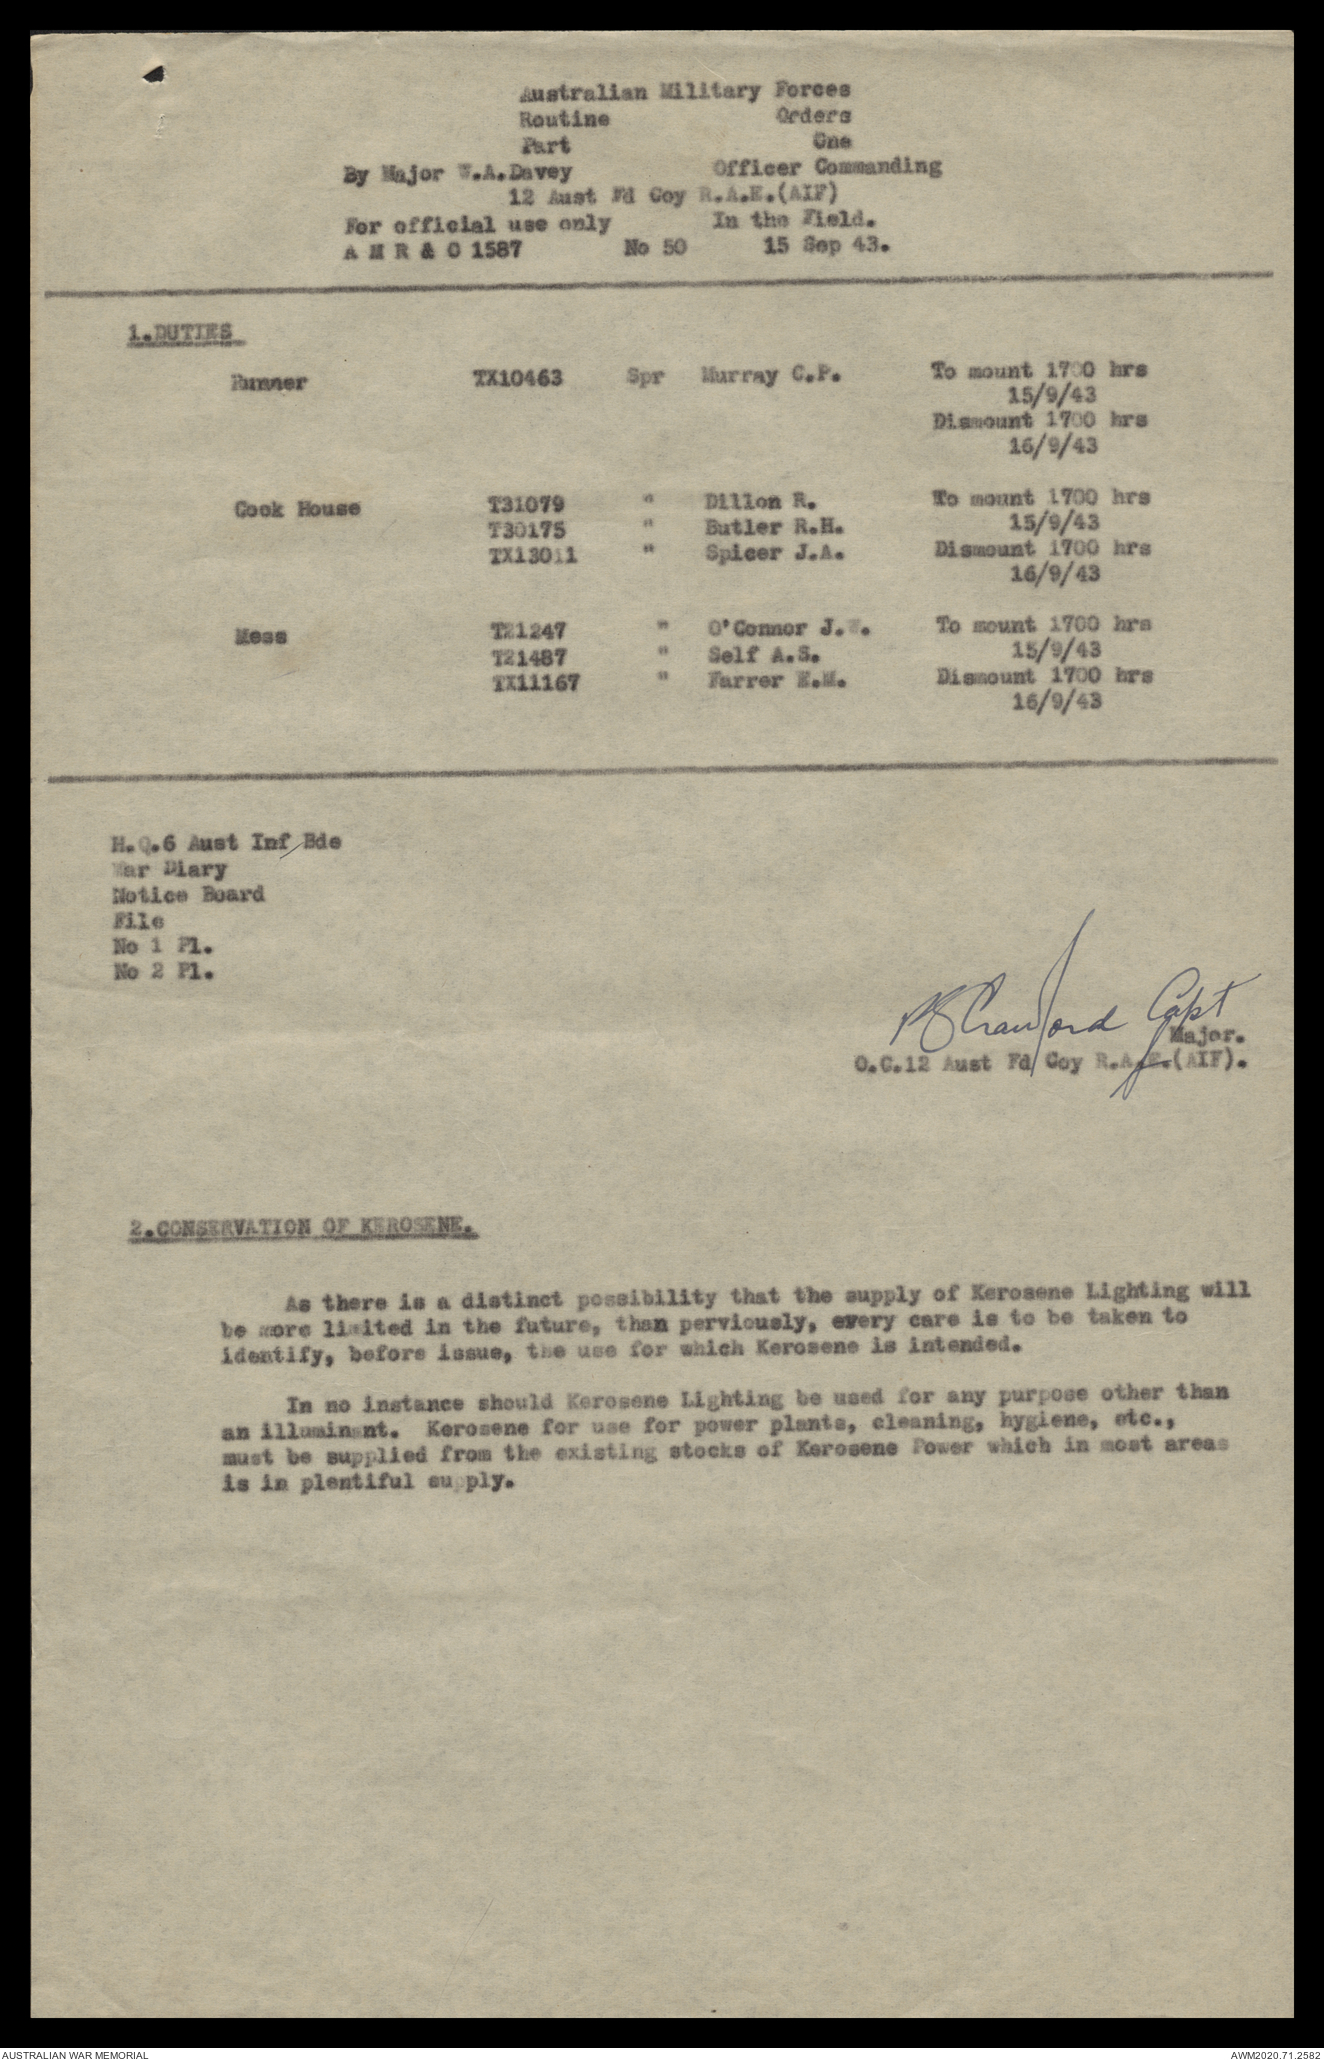 Australian Military Forces
Routine Orders
Part One
By Major W.A.Davey Officer Commanding
12 Aust Fd Coy R.A.E.(AIF)
For official use only In the Field.
A M R & O 1587 No 50 15 Sep 43.
1.DUTIES
Runner TX10463 Spr Murray C.P. To mount 1700 hrs
15/9/43
Dismount 1700 hrs
16/9/43
Cook House T31079 " Dillon R. To mount 1700 hrs
T30175 " Butler R.H. 15/9/43
TX13011 " Spicer J.A. Dismount 1700 hrs
16/9/43
Mess T21247 " O'Connor J.W. To mount 1700 hrs
T21487 " Self A.S. 15/9/43
TX11167 " Farrer E.M. Dismount 1700 hrs
16/9/43
H.Q.6 Aust Inf Bde
War Diary
Notice Board
File
No 1 Pl.
No 2 Pl.
Crawford Capt
Major.
O.C.12 Aust Fd Coy R.A.E.(AIF).
2.CONSERVATION OF KEROSENE.
As there is a distinct possibility that the supply of Kerosene Lighting will
be more limited in the future, than perviously, every care is to be taken to
identify, before issue, the use for which Kerosene is intended.
In no instance should Kerosene Lighting be used for any purpose other than
an illuminant. Kerosene for use for power plants, cleaning, hygiene, etc.,
must be supplied from the existing stocks of Kerosene Power which in most areas
is in plentiful supply.
AUSTRALIAN WAR MEMORIAL AWM2020.71.2582